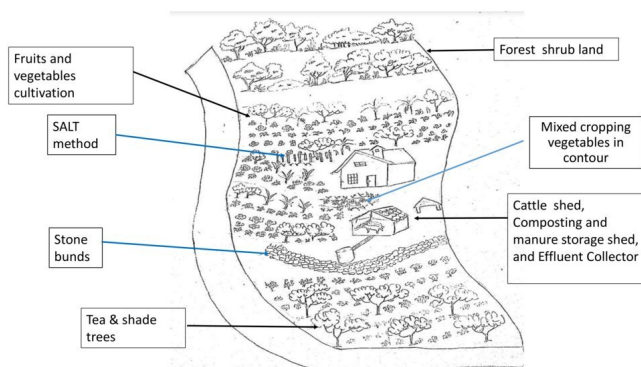 Forest shrub land
Fruits and
vegetables
cultivation
SALT
method
Mixed cropping
vegetables in
contour
Cattle shed,
Composting and
manure storage shed,
and Effluent Collector
Stone
bunds
Tea & shade
trees